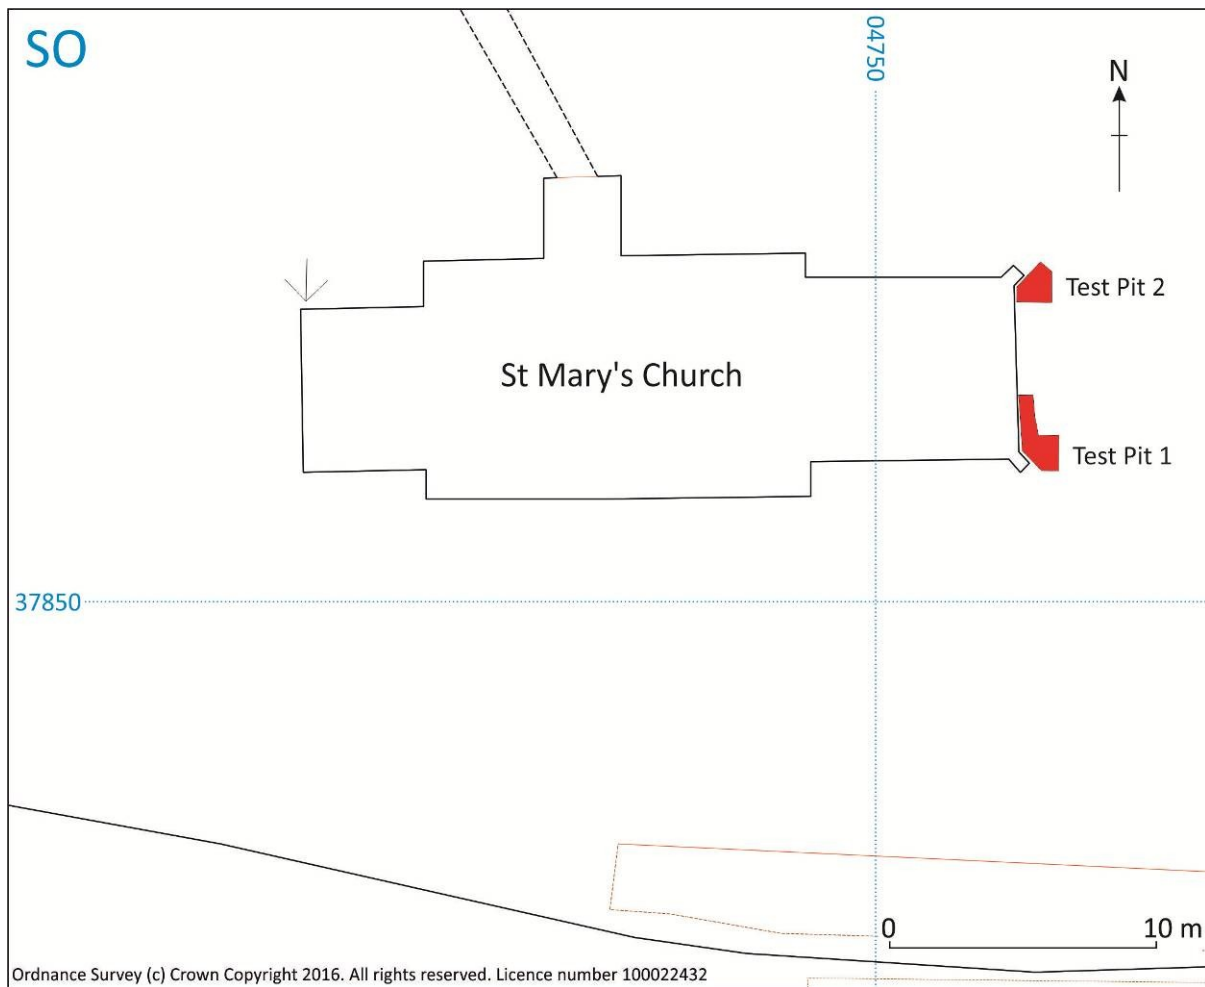 SO
04750
N
Test Pit 2
St Mary's Church
Test Pit 1
37850
0 10 m
Ordnance Survey (c) Crown Copyright 2016. All rights reserved. Licence number 100022432